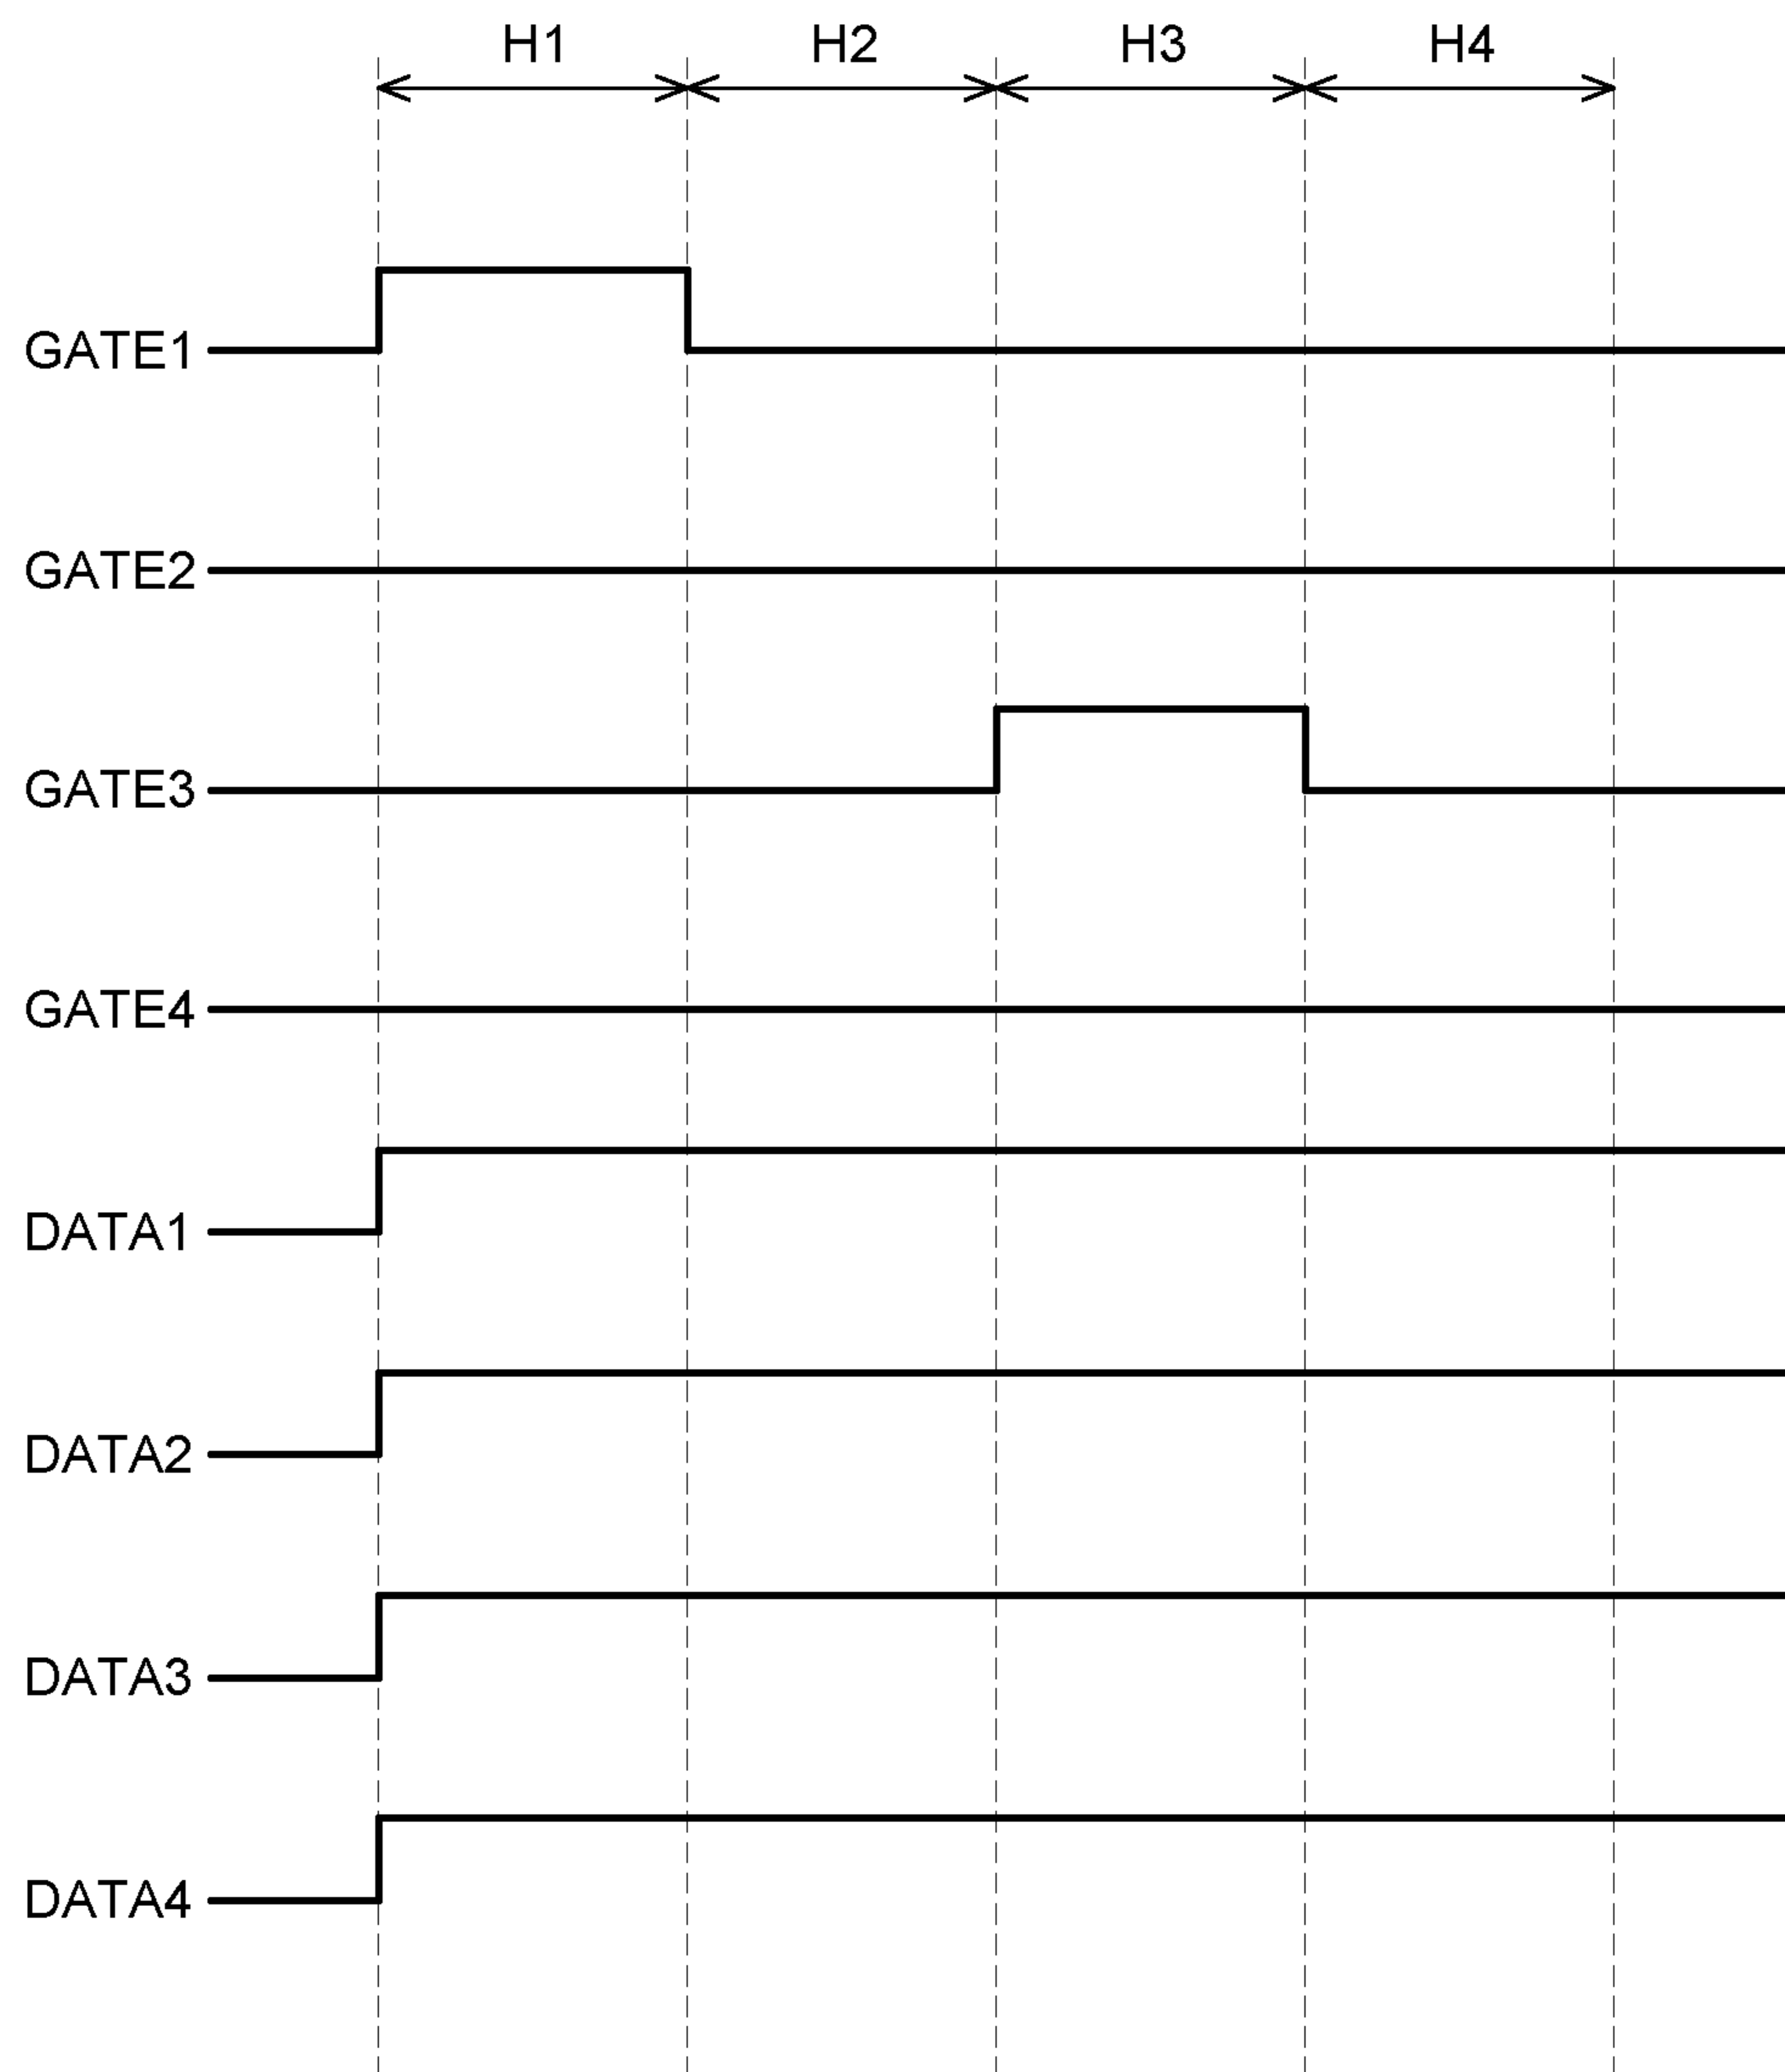 H1 H2 H3 H4
GATE1
GATE2
GATE3
GATE4
DATA1
DATA2
DATA3
DATA4